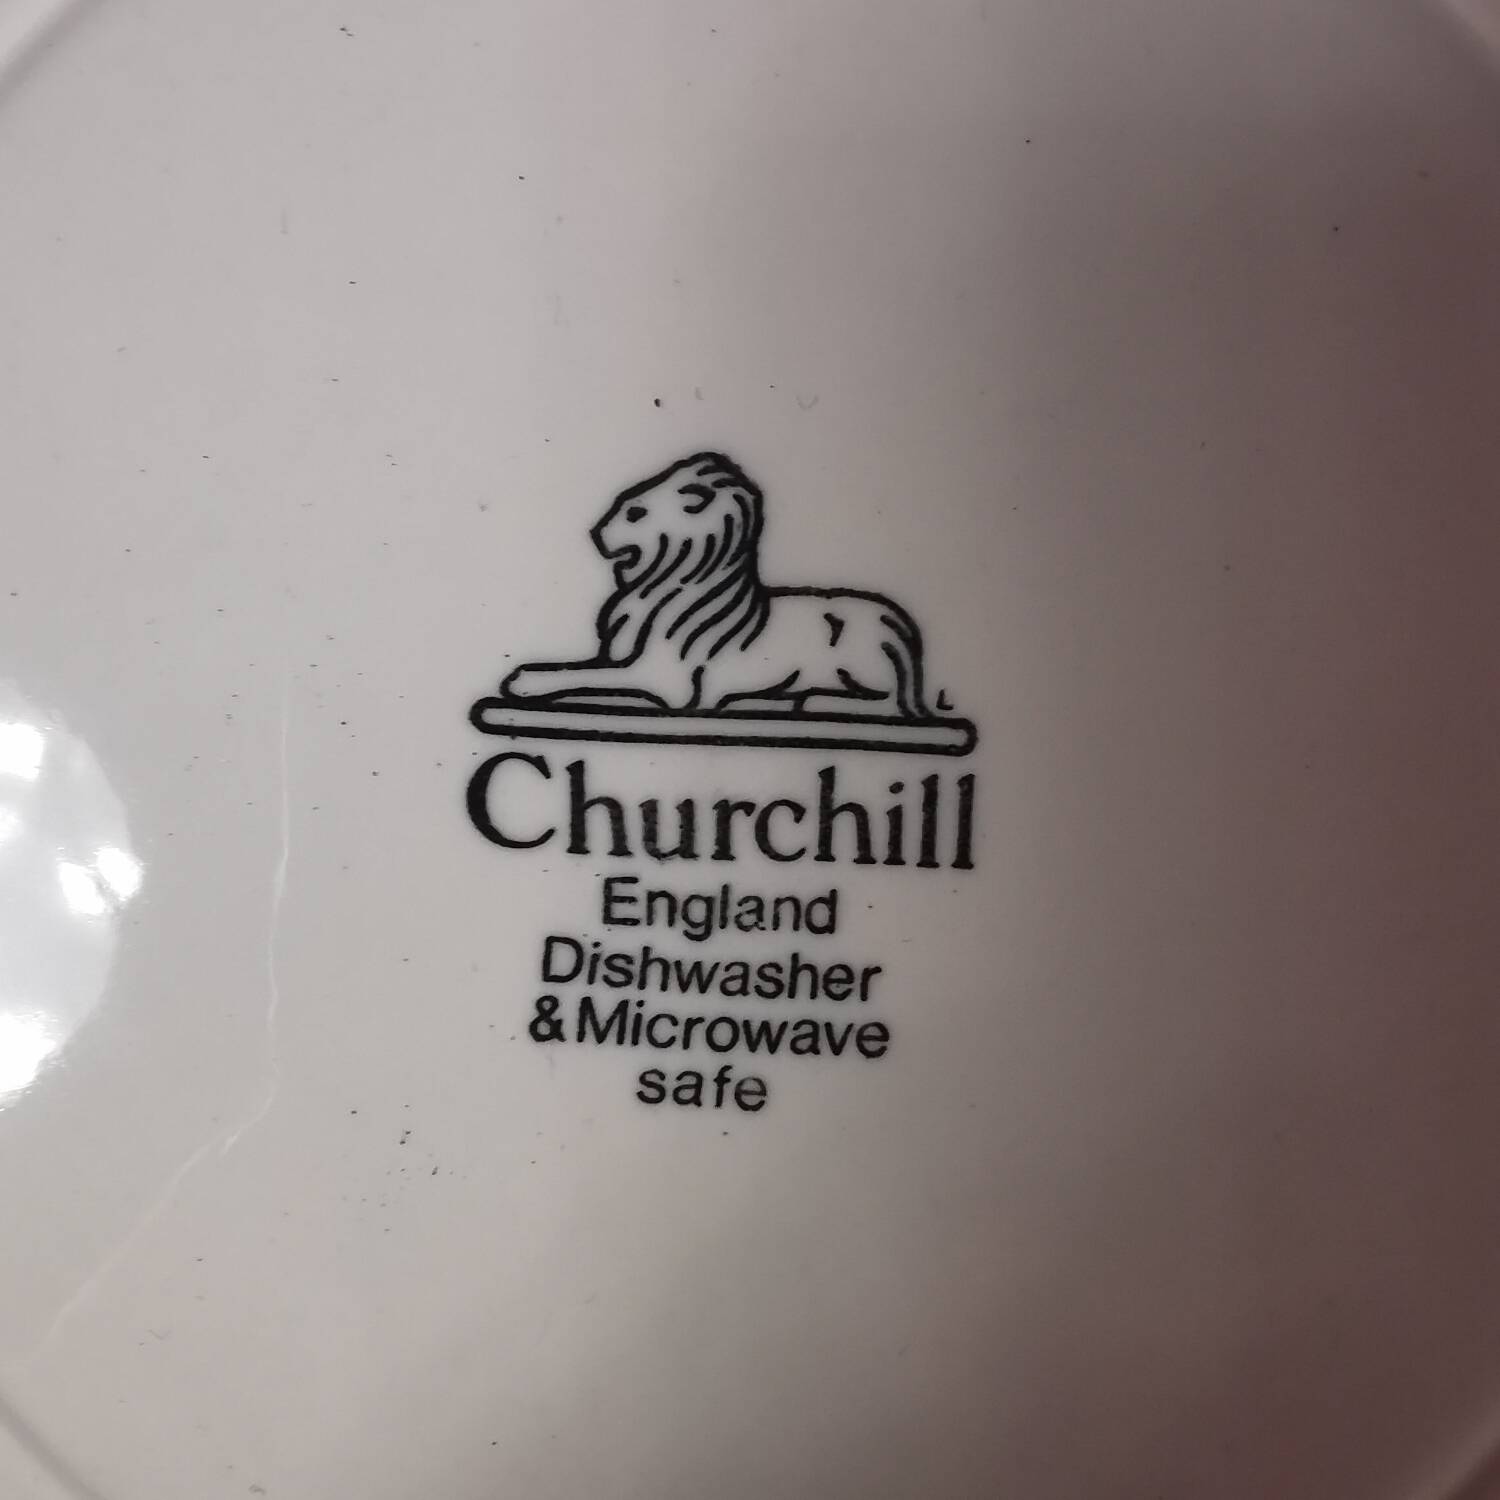 Churchill
England
Dishwasher
& Microwave
safe